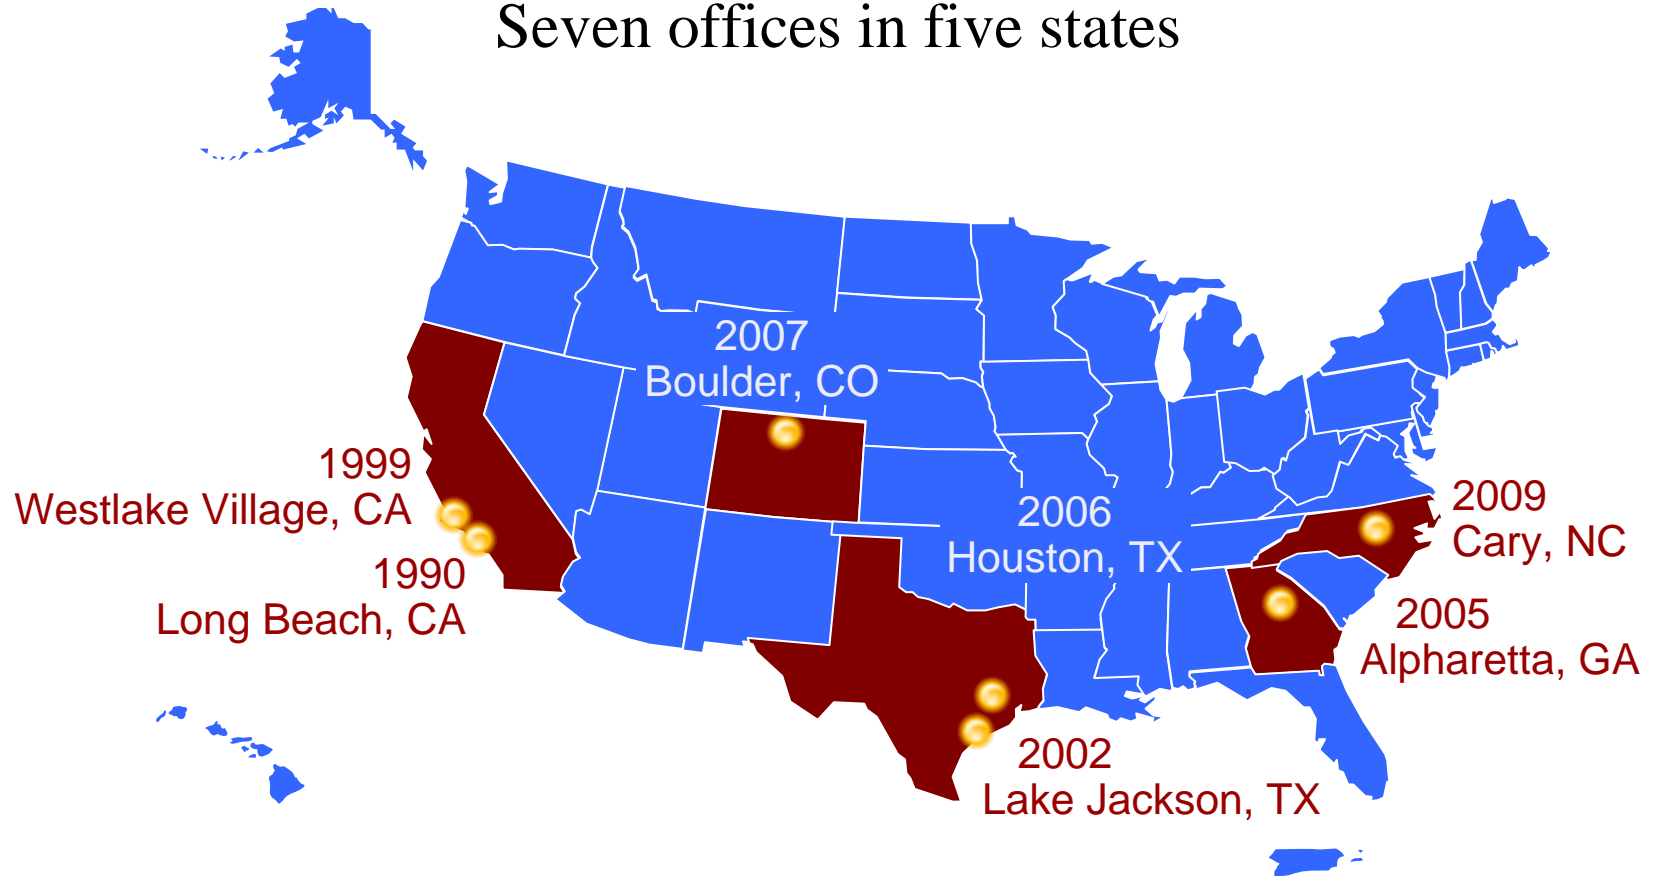 Seven offices in five states
2007
Boulder, CO
1999
Westlake Village, CA
1990
Long Beach, CA
2006
Houston, TX
2009
Cary, NC
2005
Alpharetta, GA
2002
Lake Jackson, TX